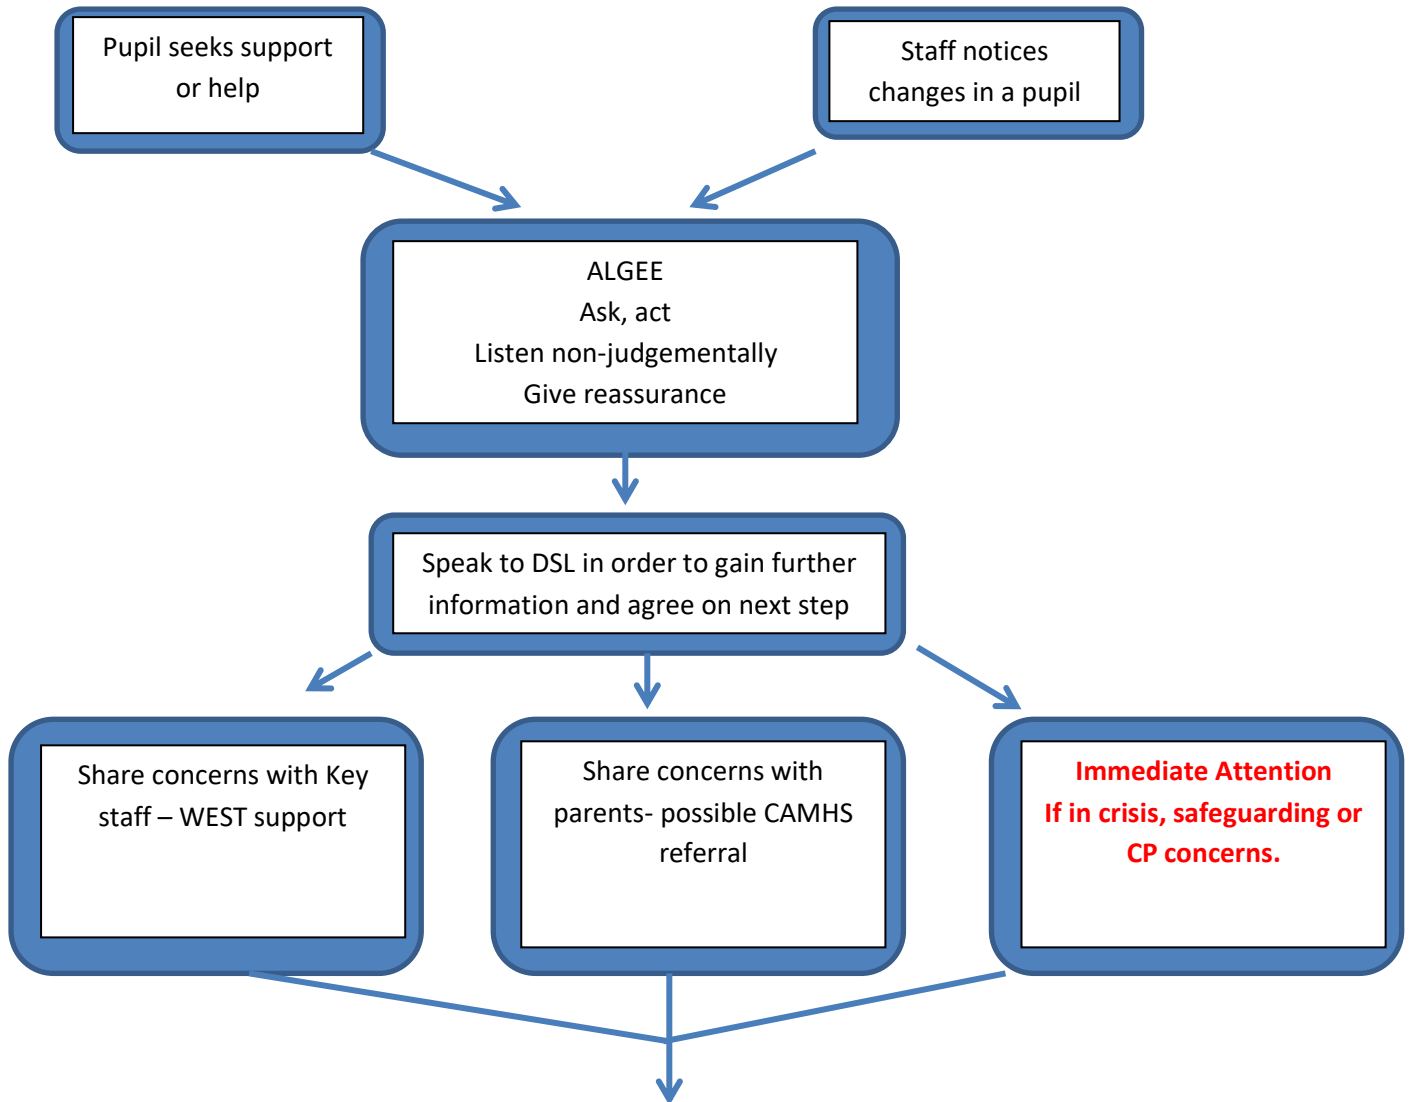 Pupil seeks support
or help
Staff notices
changes in a pupil
ALGEE
Ask, act
Listen non-judgementally
Give reassurance
Speak to DSL in order to gain further
information and agree on next step
Share concerns with Key
staff – WEST support
Share concerns with
parents- possible CAMHS
referral
Immediate Attention
If in crisis, safeguarding or
CP concerns.